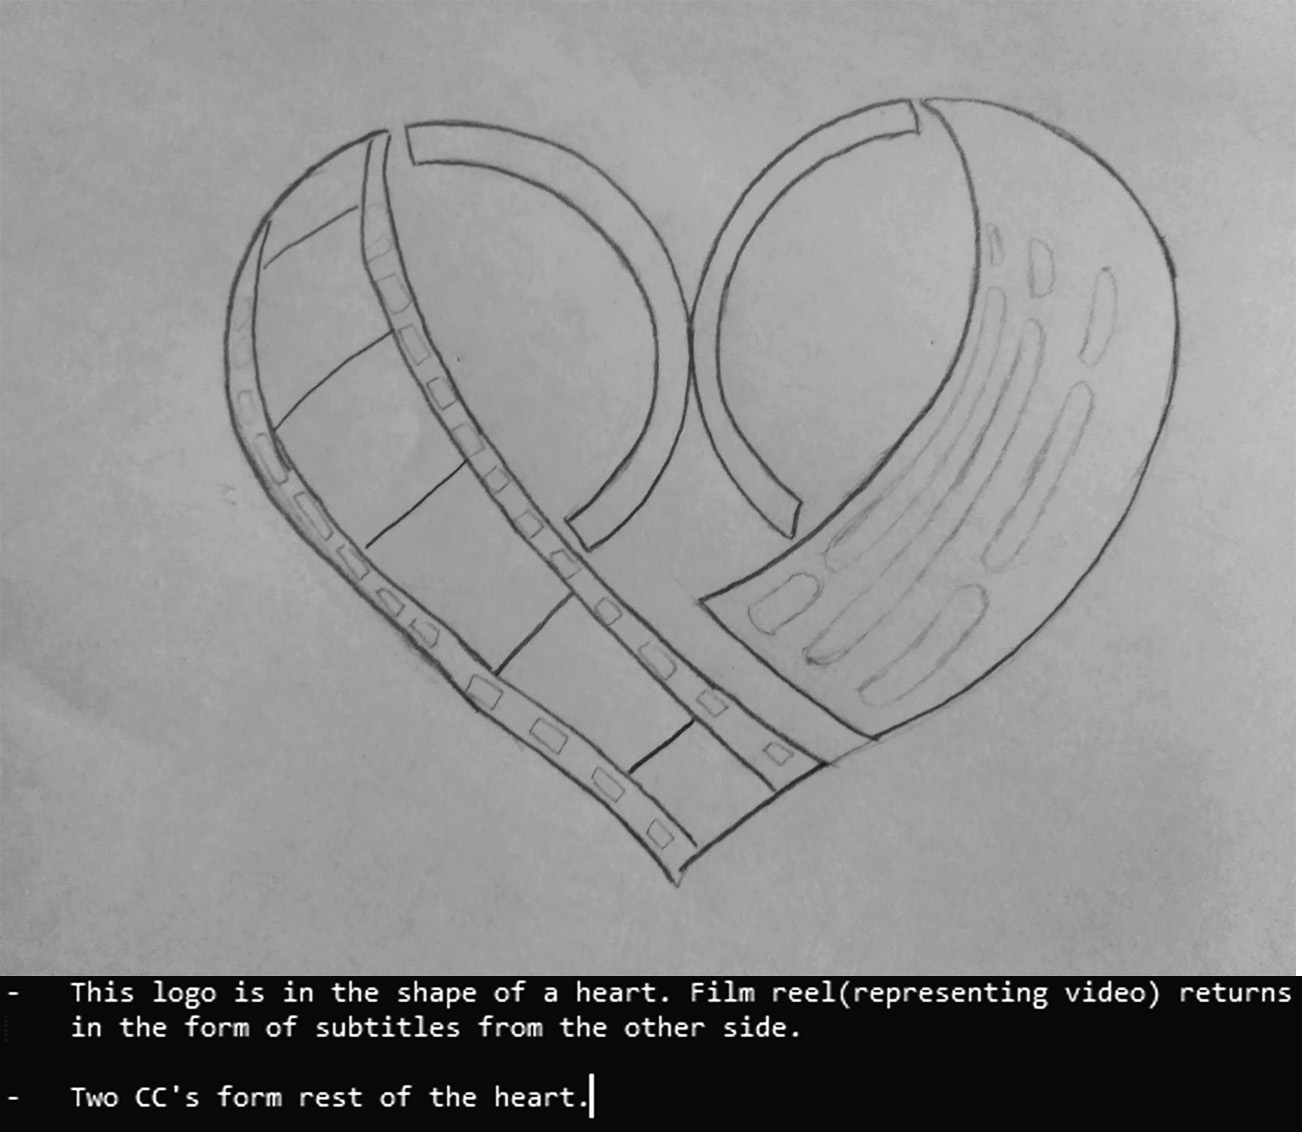 - This logo is in the shape of a heart. Film reel(representing video) returns
in the form of subtitles from the other side.
- Two CC's form rest of the heart.